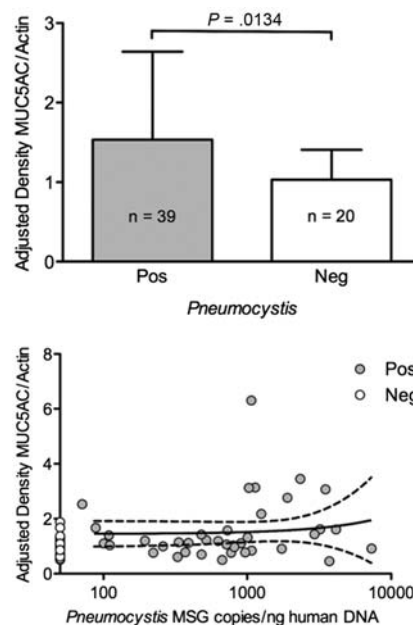 P = .0134
Adjusted Density MUC5AC/Actin
3
2
1
0
n = 39
n = 20
Pos
Neg
Pneumocystis
Adjusted Density MUC5AC/Actin
8
6
4
2
0
Pos
Neg
100
1000
10000
Pneumocystis MSG copies/ng human DNA